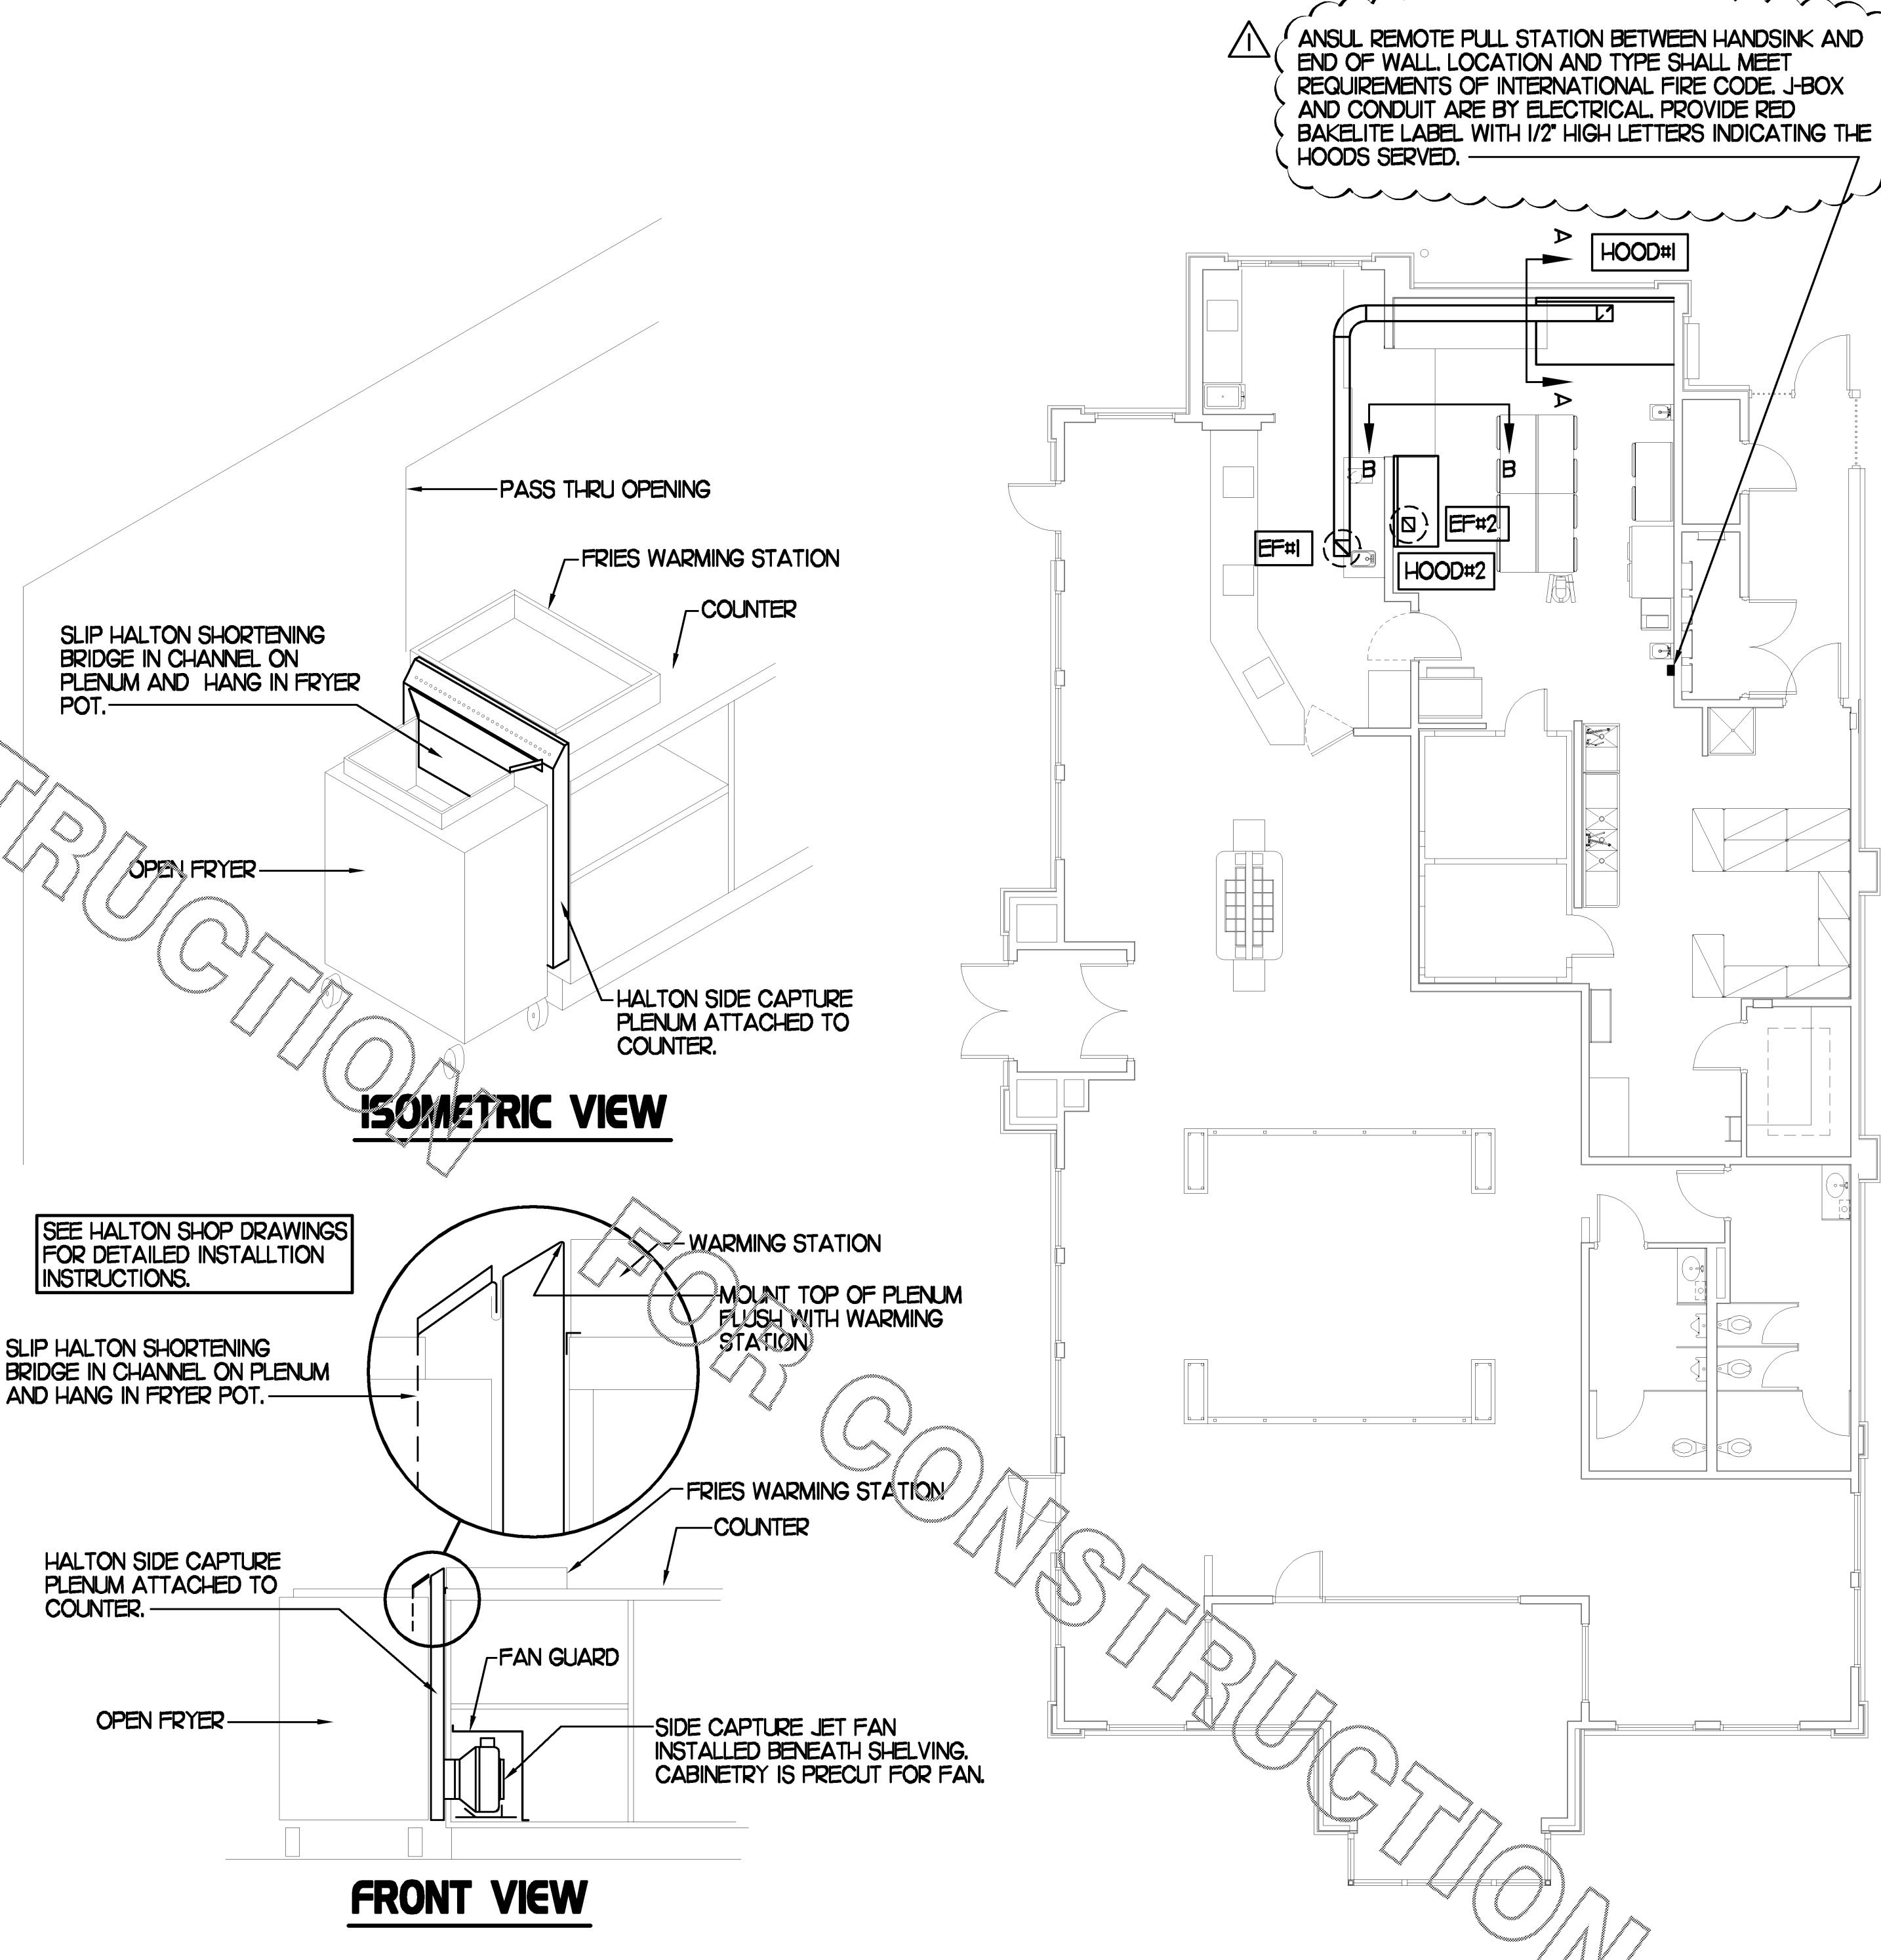 ANSUL REMOTE PULL STATION BETWEEN HANDSINK AND
END OF WALL. LOCATION AND TYPE SHALL MEET
REQUIREMENTS OF INTERNATIONAL FIRE CODE. J-BOX
AND CONDUIT ARE BY ELECTRICAL. PROVIDE RED
BAKELITE LABEL WITH 1/2" HIGH LETTERS INDICATING THE
HOODS SERVED.
1
A
HOOD#1
A
B
B
EF#1
EF#2
HOOD#2
PASS THRU OPENING
FRIES WARMING STATION
COUNTER
SLIP HALTON SHORTENING
BRIDGE IN CHANNEL ON
PLENUM AND HANG IN FRYER
POT.
OPEN FRYER
HALTON SIDE CAPTURE
PLENUM ATTACHED TO
COUNTER.
ISOMETRIC VIEW
TRUCTION
SEE HALTON SHOP DRAWINGS
FOR DETAILED INSTALLTION
INSTRUCTIONS.
WARMING STATION
MOUNT TOP OF PLENUM
FLUSH WITH WARMING
STATION
SLIP HALTON SHORTENING
BRIDGE IN CHANNEL ON PLENUM
AND HANG IN FRYER POT.
FRIES WARMING STATION
COUNTER
HALTON SIDE CAPTURE
PLENUM ATTACHED TO
COUNTER.
FAN GUARD
OPEN FRYER
SIDE CAPTURE JET FAN
INSTALLED BENEATH SHELVING.
CABINETRY IS PRECUT FOR FAN.
FRONT VIEW
FOR CONSTRUCTION